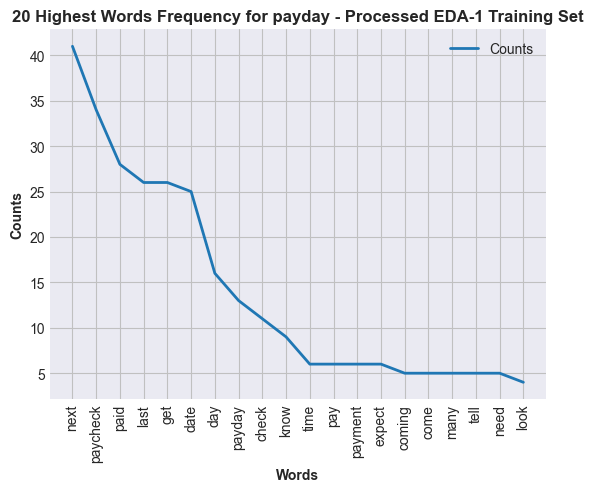 20 Highest Words Frequency for payday - Processed EDA-1 Training Set
Counts
40
35
30
25
20
15
10
5
Counts
next
paycheck
paid
last
get
date
day
payday
check
know
time
pay
payment
expect
coming
come
many
tell
need
look
Words